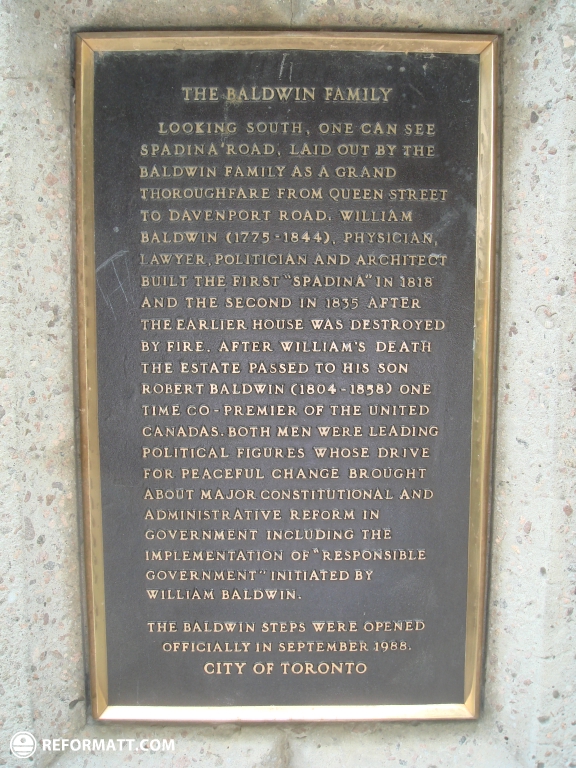 THE BALDWIN FAMILY
LOOKING SOUTH, ONE CAN SEE
SPADINA ROAD, LAID OUT BY THE
BALDWIN FAMILY AS A GRAND
THOROUGHFARE FROM QUEEN STREET
TO DAVENPORT ROAD. WILLIAM
BALDWIN (1775-1844), PHYSICIAN,
LAWYER, POLITICIAN AND ARCHITECT
BUILT THE FIRST "SPADINA" IN 1818
AND THE SECOND IN 1835 AFTER
THE EARLIER HOUSE WAS DESTROYED
BY FIRE. AFTER WILLIAM'S DEATH
THE ESTATE PASSED TO HIS SON
ROBERT BALDWIN (1804-1858) ONE
TIME CO-PREMIER OF THE UNITED
CANADAS. BOTH MEN WERE LEADING
POLITICAL FIGURES WHOSE DRIVE
FOR PEACEFUL CHANGE BROUGHT
ABOUT MAJOR CONSTITUTIONAL AND
ADMINISTRATIVE REFORM IN
GOVERNMENT INCLUDING THE
IMPLEMENTATION OF "RESPONSIBLE
GOVERNMENT" INITIATED BY
WILLIAM BALDWIN.
THE BALDWIN STEPS WERE OPENED
OFFICIALLY IN SEPTEMBER 1988.
CITY OF TORONTO
REFORMATT.COM